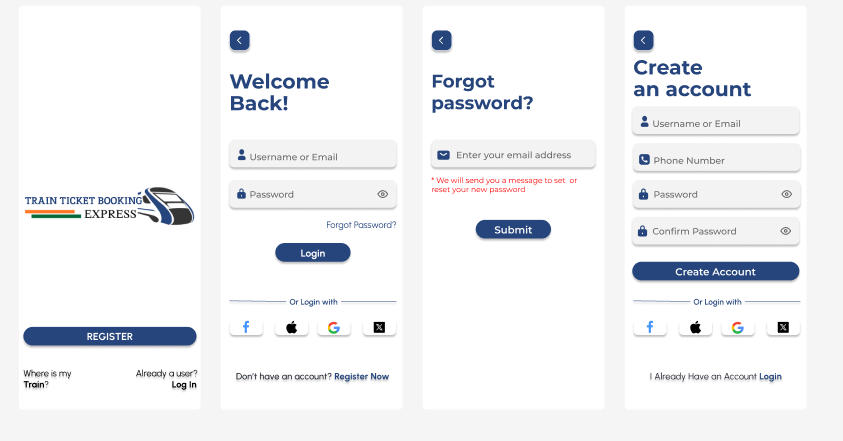 TRAIN TICKET BOOKING
EXPRESS
REGISTER
Where is my
Train?
Already a user?
Log In
Welcome
Back!
Username or Email
Password
Forgot Password?
Login
Or Login with
Don't have an account? Register Now
Forgot
password?
Enter your email address
* We will send you a message to set or
reset your new password
Submit
Create
an account
Username or Email
Phone Number
Password
Confirm Password
Create Account
Or Login with
I Already Have an Account Login